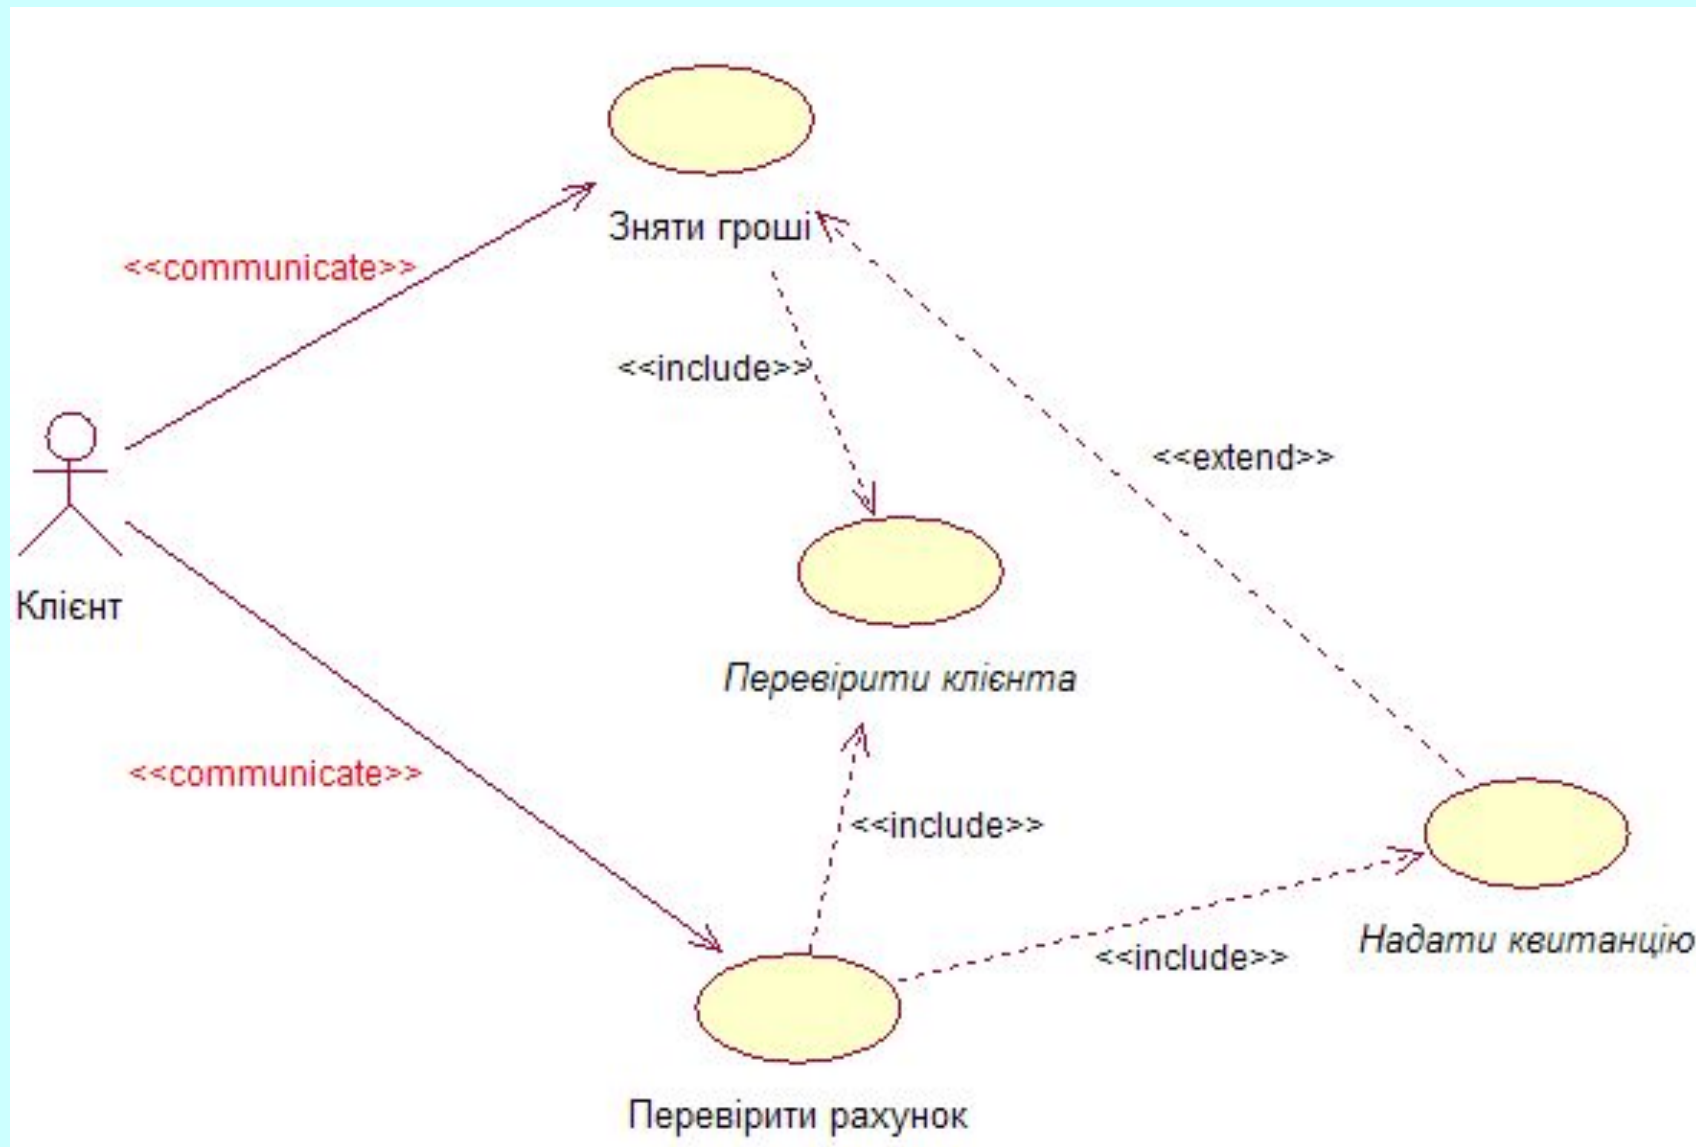 Зняти гроші
<<communicate>>
<<include>>
<<extend>>
Клієнт
Перевірити клієнта
<<communicate>>
<<include>>
Надати квитанцію
<<include>>
Перевірити рахунок